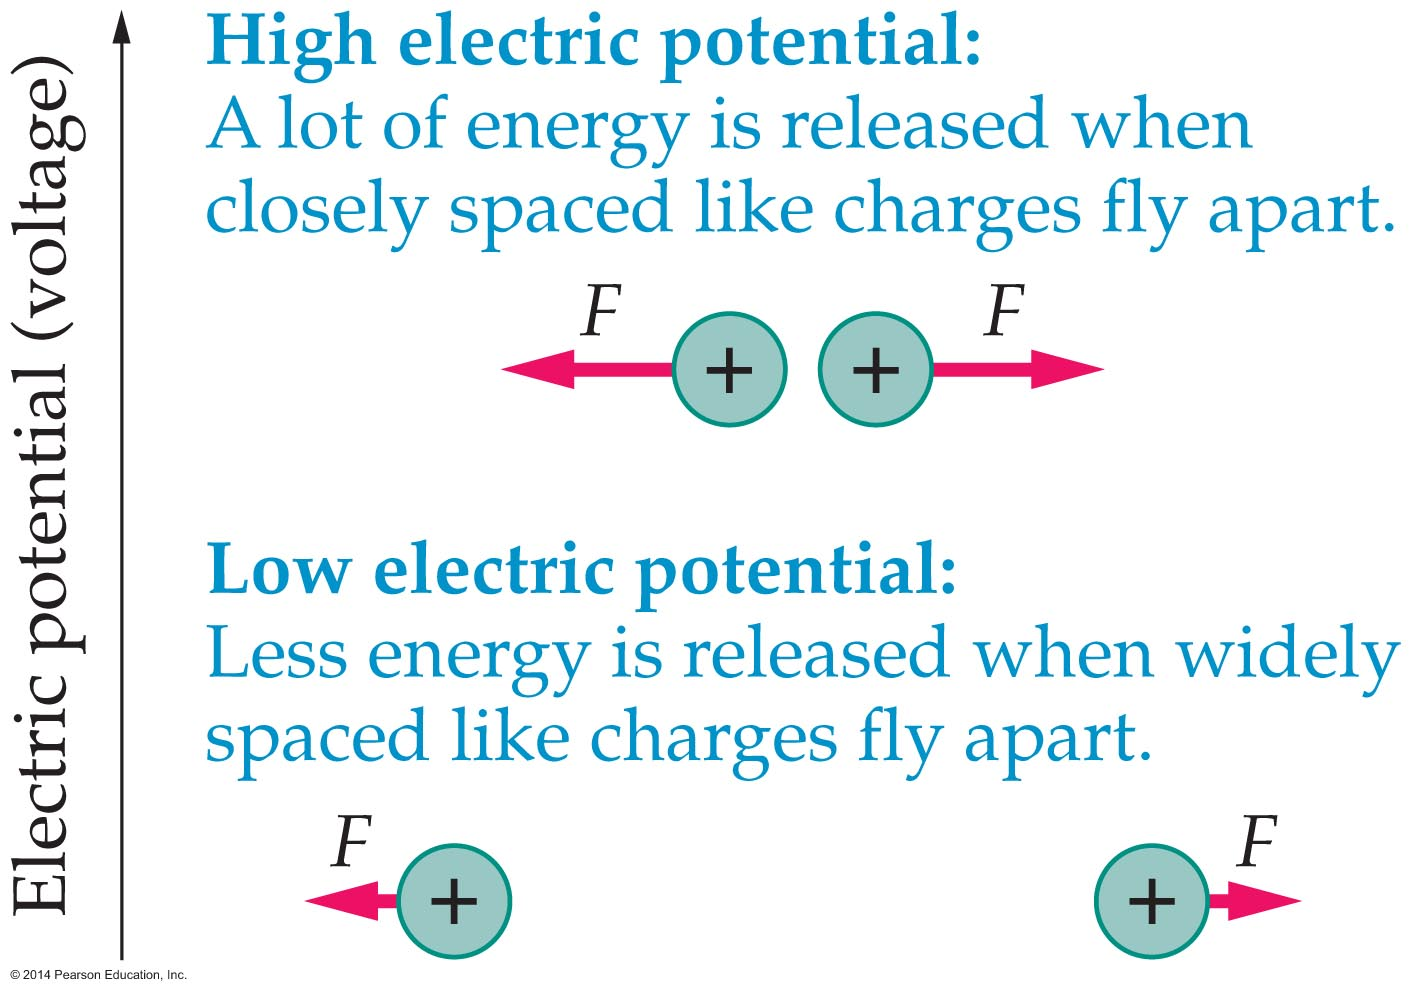 Electric potential (voltage)
High electric potential:
A lot of energy is released when
closely spaced like charges fly apart.
F
F
+
+
Low electric potential:
Less energy is released when widely
spaced like charges fly apart.
F
F
+
+
© 2014 Pearson Education, Inc.